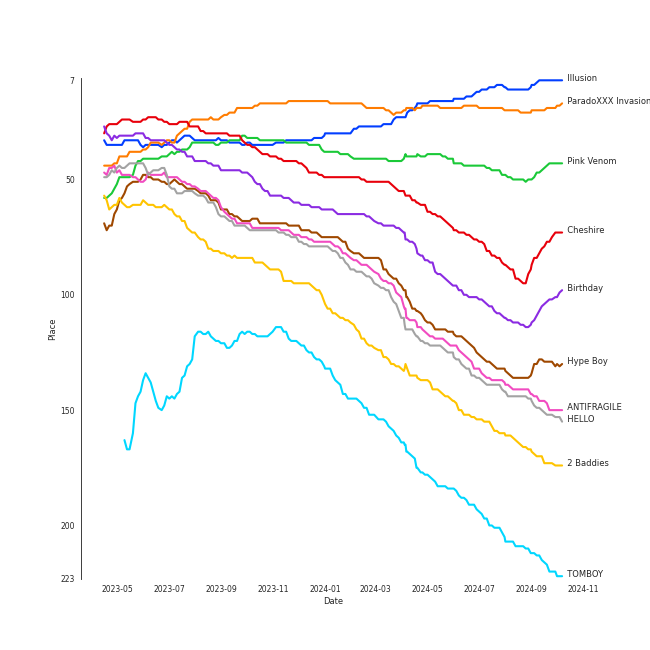 7
50
100
150
200
223
Place
2023-05
2023-07
2023-09
2023-11
2024-01
2024-03
2024-05
2024-07
2024-09
2024-11
Date
Illusion
ParadoXXX Invasion
Pink Venom
Cheshire
Birthday
Hype Boy
ANTIFRAGILE
HELLO
2 Baddies
TOMBOY